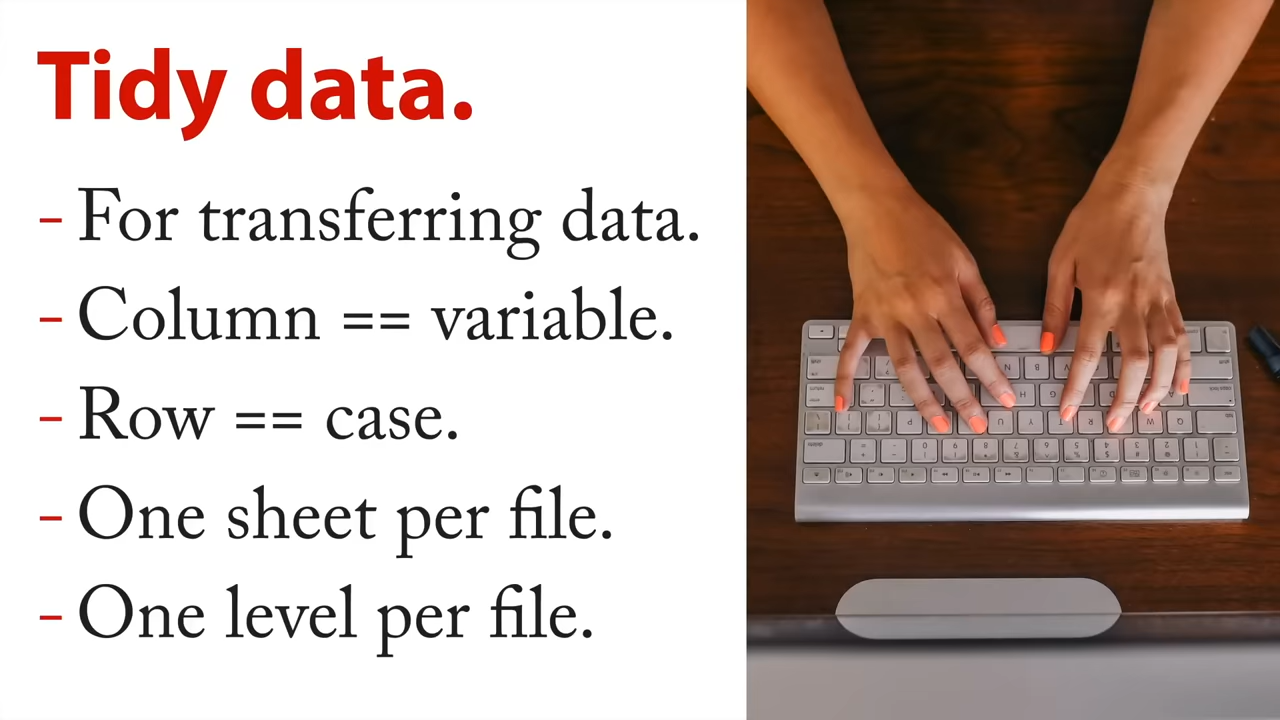 Tidy data.
- For transferring data.
- Column == variable.
- Row == case.
- One sheet per file.
- One level per file.